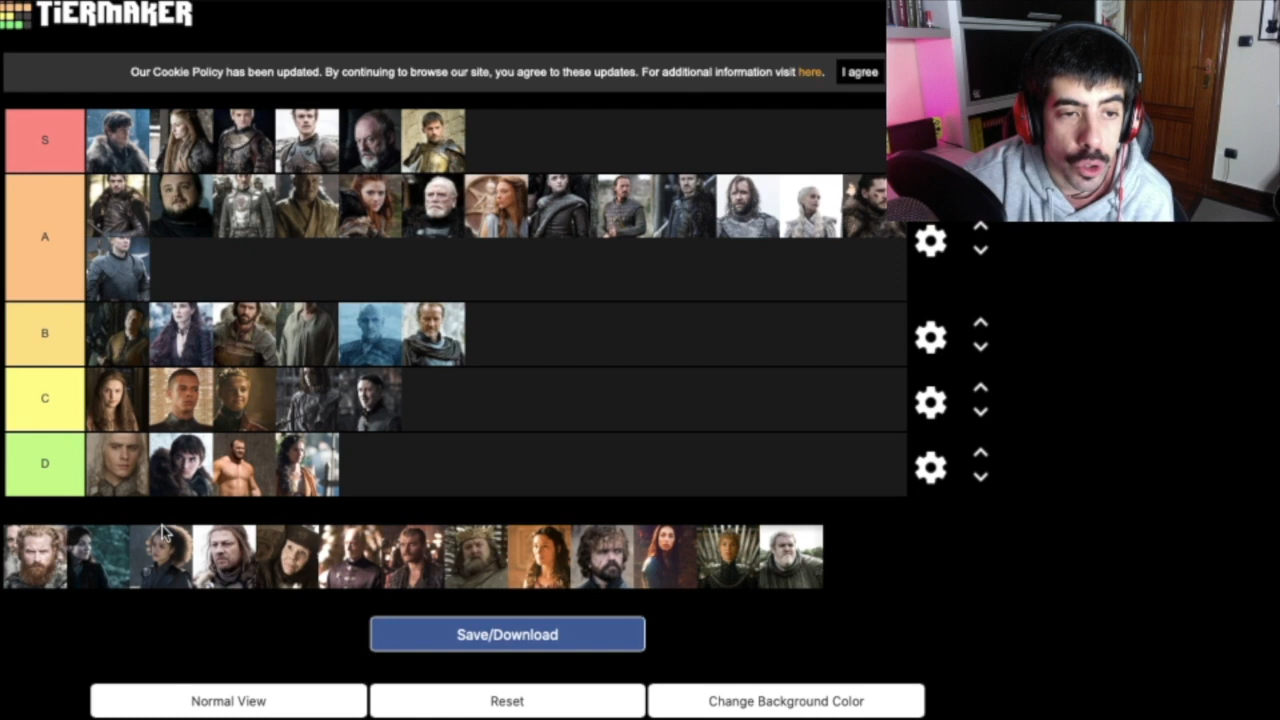 TiERMAKER
Our Cookie Policy has been updated. By continuing to browse our site, you agree to these updates. For additional information visit here. I agree
S
A
B
C
D
Save/Download
Normal View Reset Change Background Color